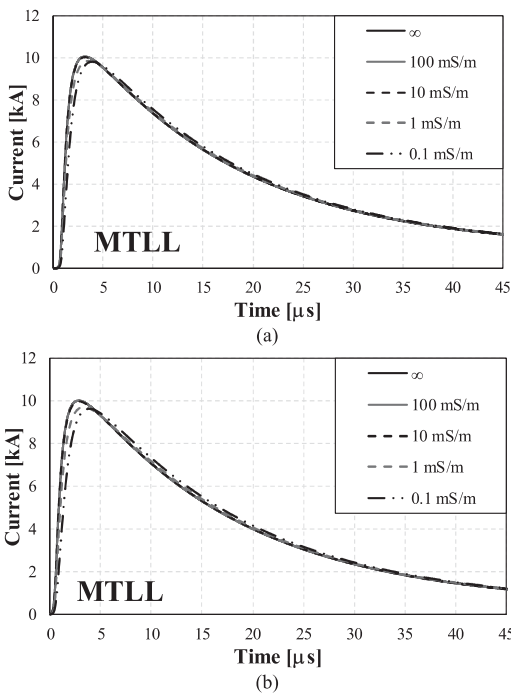 12
10
8
6
4
2
0
Current [kA]
∞
100 mS/m
10 mS/m
1 mS/m
0.1 mS/m
MTLL
0 5 10 15 20 25 30 35 40 45
Time [μs]
(a)
12
10
8
6
4
2
0
Current [kA]
∞
100 mS/m
10 mS/m
1 mS/m
0.1 mS/m
MTLL
0 5 10 15 20 25 30 35 40 45
Time [μs]
(b)